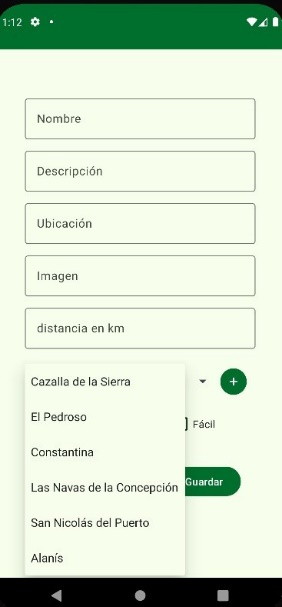 1:12
Nombre
Descripción
Ubicación
Imagen
distancia en km
Cazalla de la Sierra
+
El Pedroso
Fácil
Constantina
Las Navas de la Concepción
Guardar
San Nicolás del Puerto
Alanís